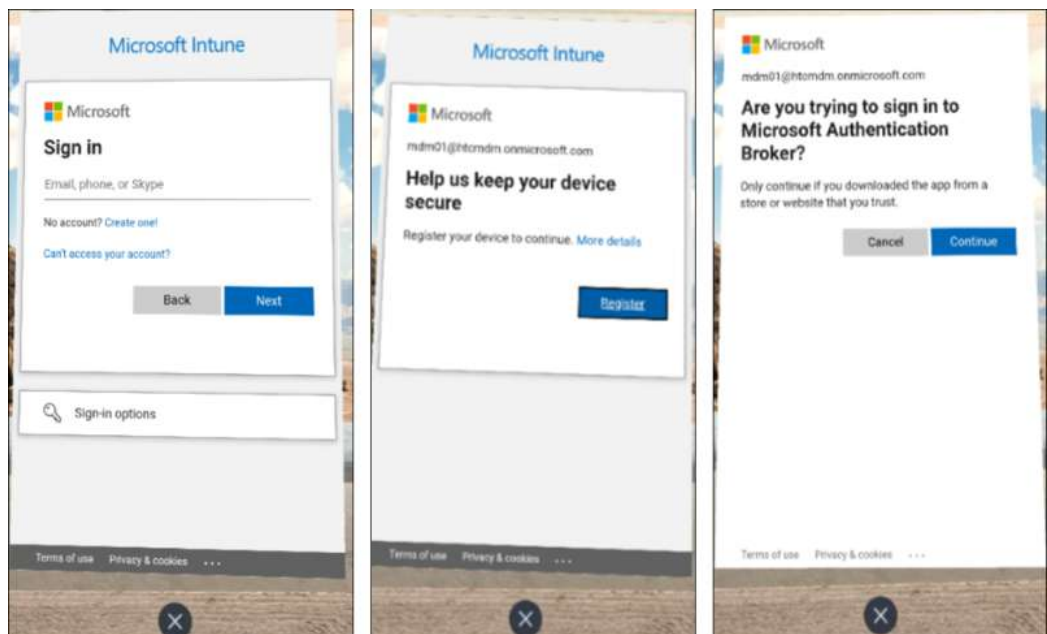 Microsoft Intune
Microsoft
Sign in
Email, phone, or Skype
No account? Create one!
Can't access your account?
Back Next
Sign-in options
Terms of use Privacy & cookies ...
Microsoft Intune
Microsoft
mdm01@htcmdm.onmicrosoft.com
Help us keep your device
secure
Register your device to continue. More details
Register
Terms of use Privacy & cookies ...
Microsoft
mdm01@htcmdm.onmicrosoft.com
Are you trying to sign in to
Microsoft Authentication
Broker?
Only continue if you downloaded the app from a
store or website that you trust.
Cancel Continue
Terms of use Privacy & cookies ...